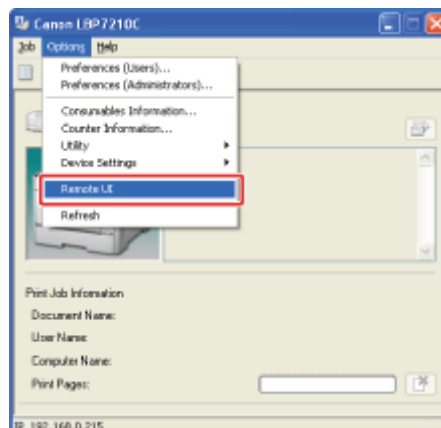 Canon LBP7210C
Job Options Help
Preferences (Users)...
Preferences (Administrators)...
Consumables Information...
Counter Information...
Utility
Device Settings
Remote UI
Refresh
Print Job Information
Document Name:
User Name:
Computer Name:
Print Pages:
IP 192.168.0.215